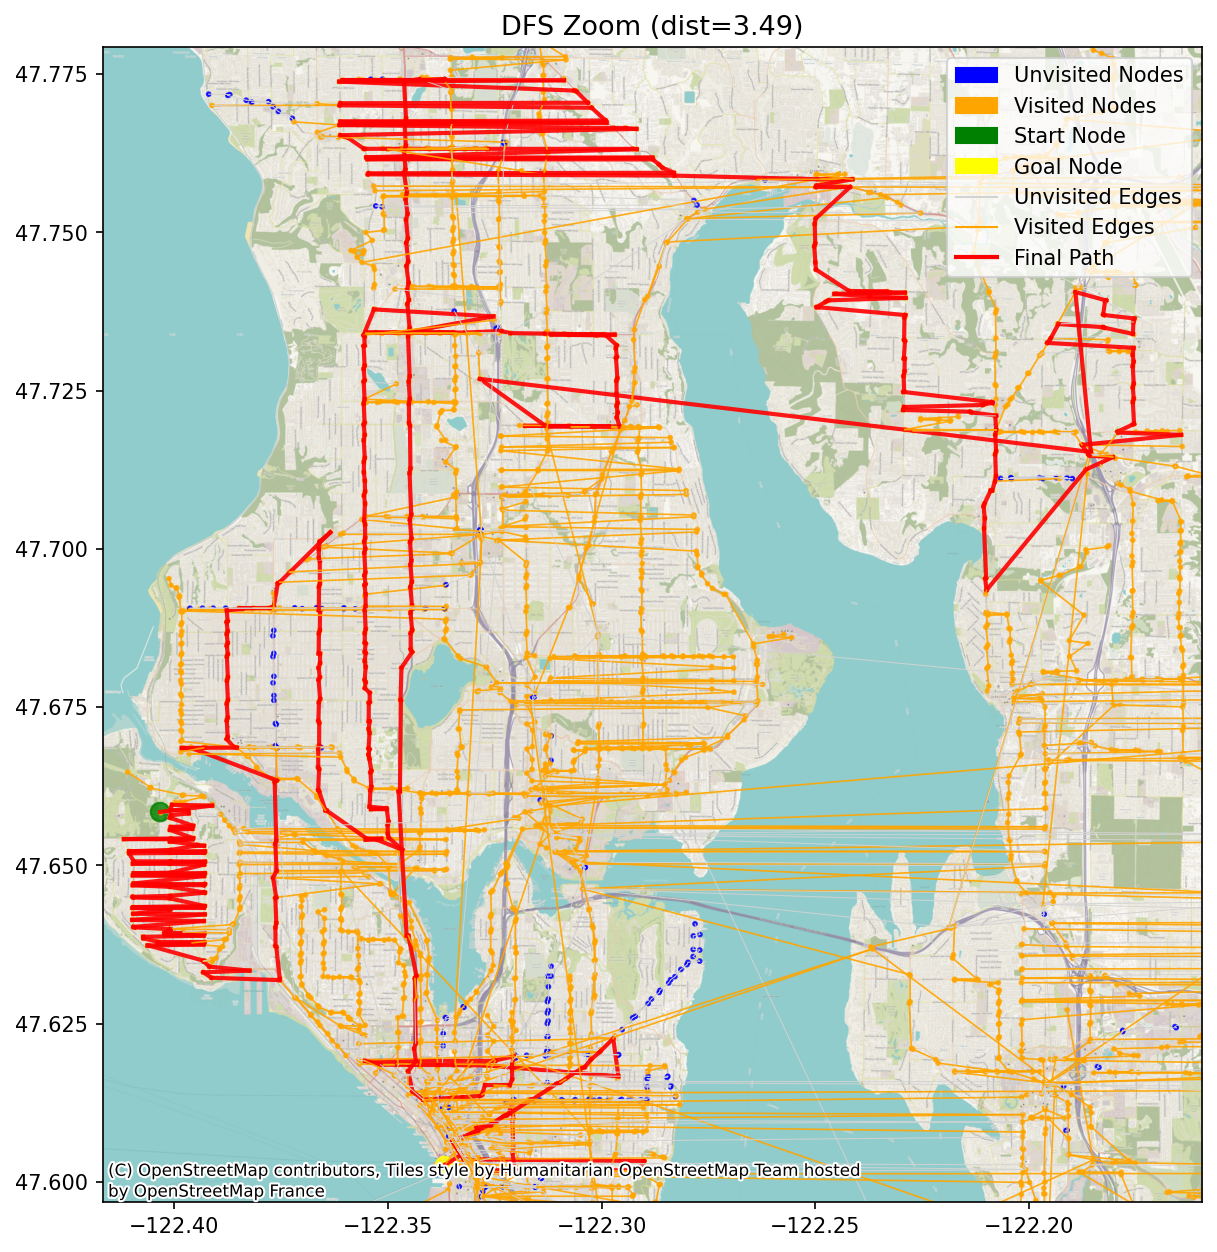 DFS Zoom (dist=3.49)
47.775
47.750
47.725
47.700
47.675
47.650
47.625
47.600
Unvisited Nodes
Visited Nodes
Start Node
Goal Node
Unvisited Edges
Visited Edges
Final Path
(C) OpenStreetMap contributors, Tiles style by Humanitarian OpenStreetMap Team hosted
by OpenStreetMap France
−122.40
−122.35
−122.30
−122.25
−122.20